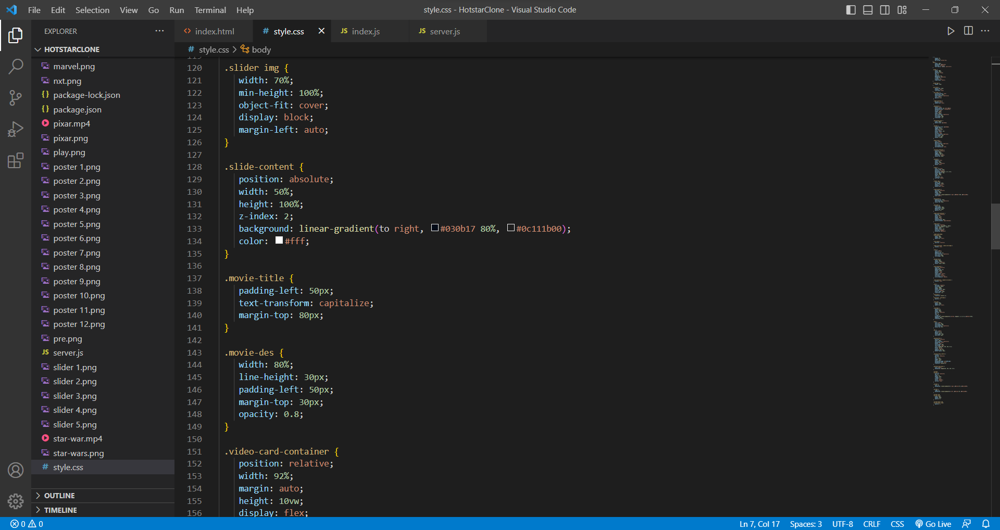 File Edit Selection View Go Run Terminal Help
style.css - HotstarClone - Visual Studio Code
EXPLORER
HOTSTARCLONE
marvel.png
nxt.png
{} package-lock.json
{} package.json
pixar.mp4
pixar.png
play.png
poster 1.png
poster 2.png
poster 3.png
poster 4.png
poster 5.png
poster 6.png
poster 7.png
poster 8.png
poster 9.png
poster 10.png
poster 11.png
poster 12.png
pre.png
JS server.js
slider 1.png
slider 2.png
slider 3.png
slider 4.png
slider 5.png
star-war.mp4
star-wars.png
# style.css
OUTLINE
TIMELINE
<> index.html # style.css JS index.js JS server.js
# style.css > body
119
120 .slider img {
121 width: 70%;
122 min-height: 100%;
123 object-fit: cover;
124 display: block;
125 margin-left: auto;
126 }
127
128 .slide-content {
129 position: absolute;
130 width: 50%;
131 height: 100%;
132 z-index: 2;
133 background: linear-gradient(to right, #030b17 80%, #0c111b00);
134 color: #fff;
135 }
136
137 .movie-title {
138 padding-left: 50px;
139 text-transform: capitalize;
140 margin-top: 80px;
141 }
142
143 .movie-des {
144 width: 80%;
145 line-height: 30px;
146 padding-left: 50px;
147 margin-top: 30px;
148 opacity: 0.8;
149 }
150
151 .video-card-container {
152 position: relative;
153 width: 92%;
154 margin: auto;
155 height: 10vw;
156 display: flex;
0 0 Ln 7, Col 17 Spaces: 3 UTF-8 CRLF CSS Go Live